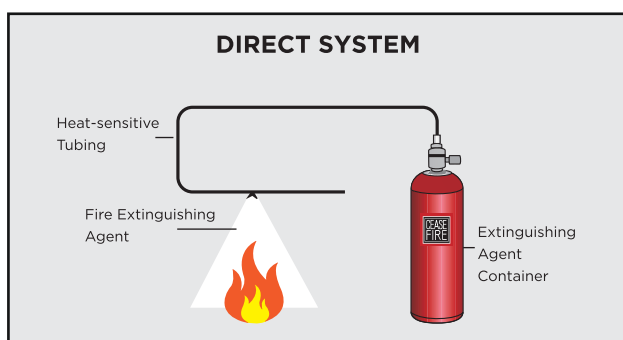 DIRECT SYSTEM
Heat-sensitive
Tubing
Fire Extinguishing
Agent
CEASE
FIRE
Extinguishing
Agent
Container